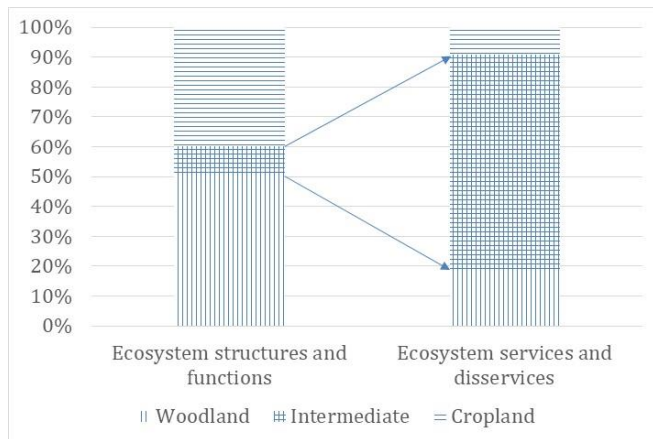 100%
90%
80%
70%
60%
50%
40%
30%
20%
10%
0%
Ecosystem structures and
functions
Ecosystem services and
disservices
Woodland
Intermediate
Cropland